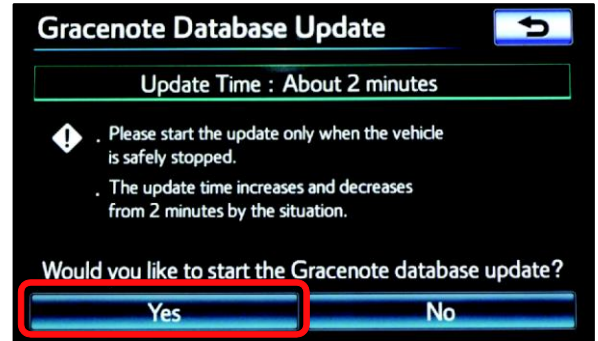 Gracenote Database Update
Update Time : About 2 minutes
. Please start the update only when the vehicle
is safely stopped.
. The update time increases and decreases
from 2 minutes by the situation.
Would you like to start the Gracenote database update?
Yes
No